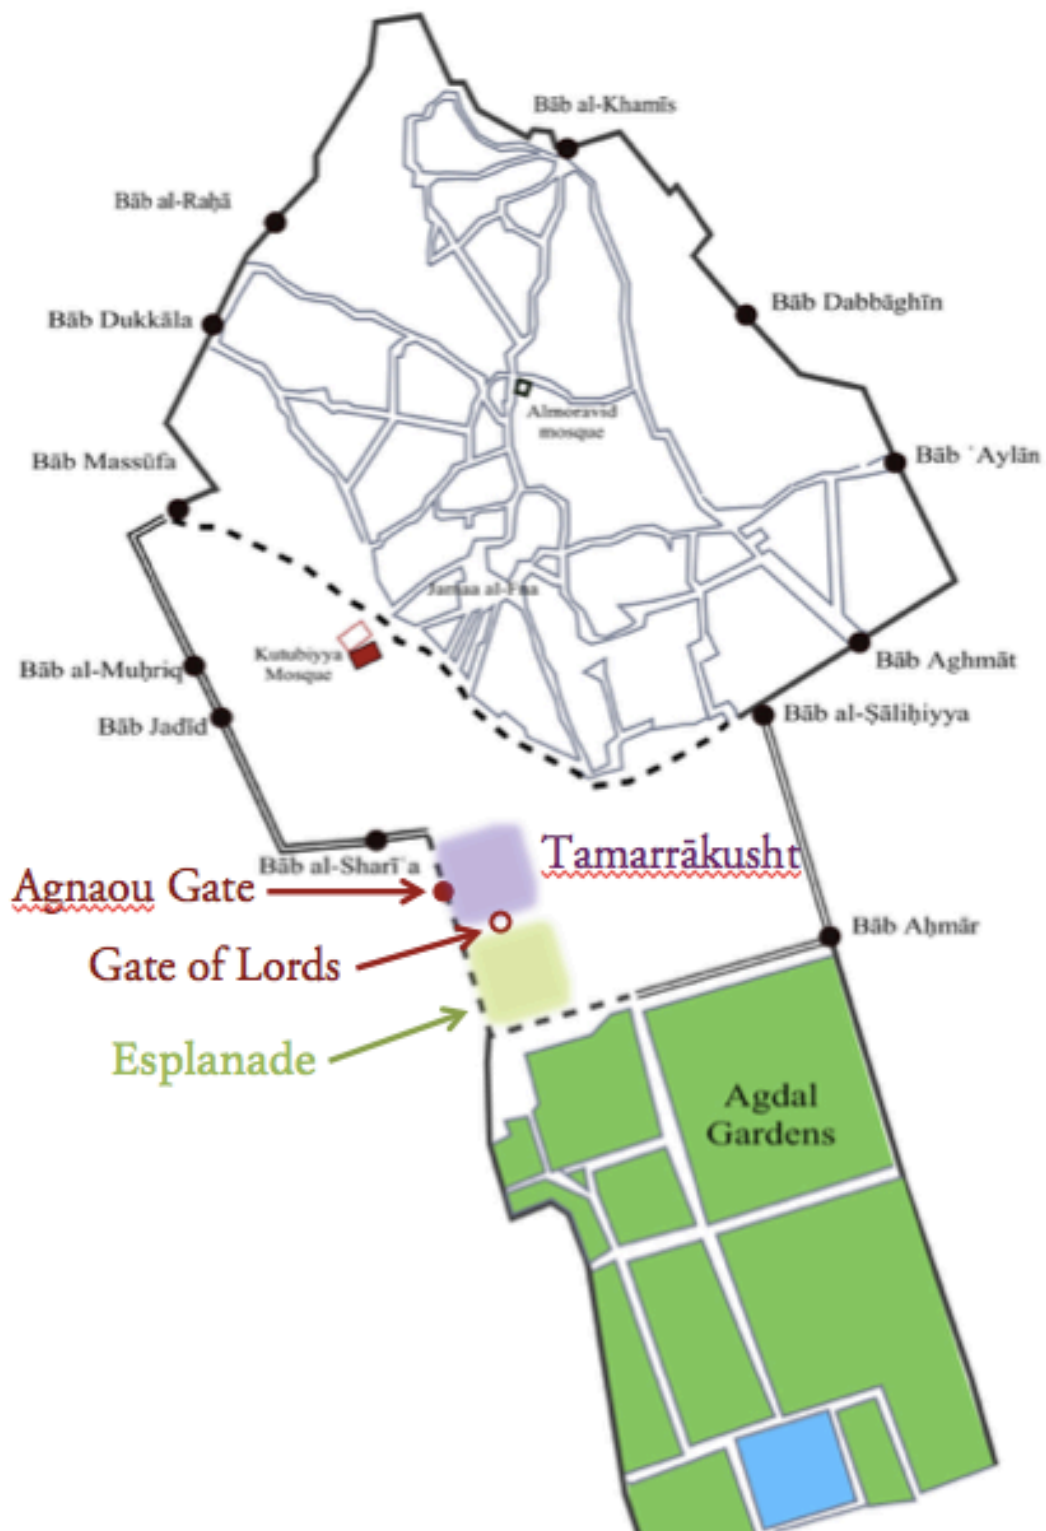 Bāb al-Khamīs
Bāb al-Raḥā
Bāb Dabbāghīn
Bāb Dukkāla
Almoravid
mosque
Bāb Massūfa
Bāb ʿAylān
Jamaa al-Fna
Kutubiyya
Mosque
Bāb Aghmāt
Bāb al-Muḥriq
Bāb al-Ṣāliḥiyya
Bāb Jadīd
Tamarrākusht
Bāb al-Sharīʿa
Agnaou Gate
Bāb Aḥmār
Gate of Lords
Esplanade
Agdal
Gardens